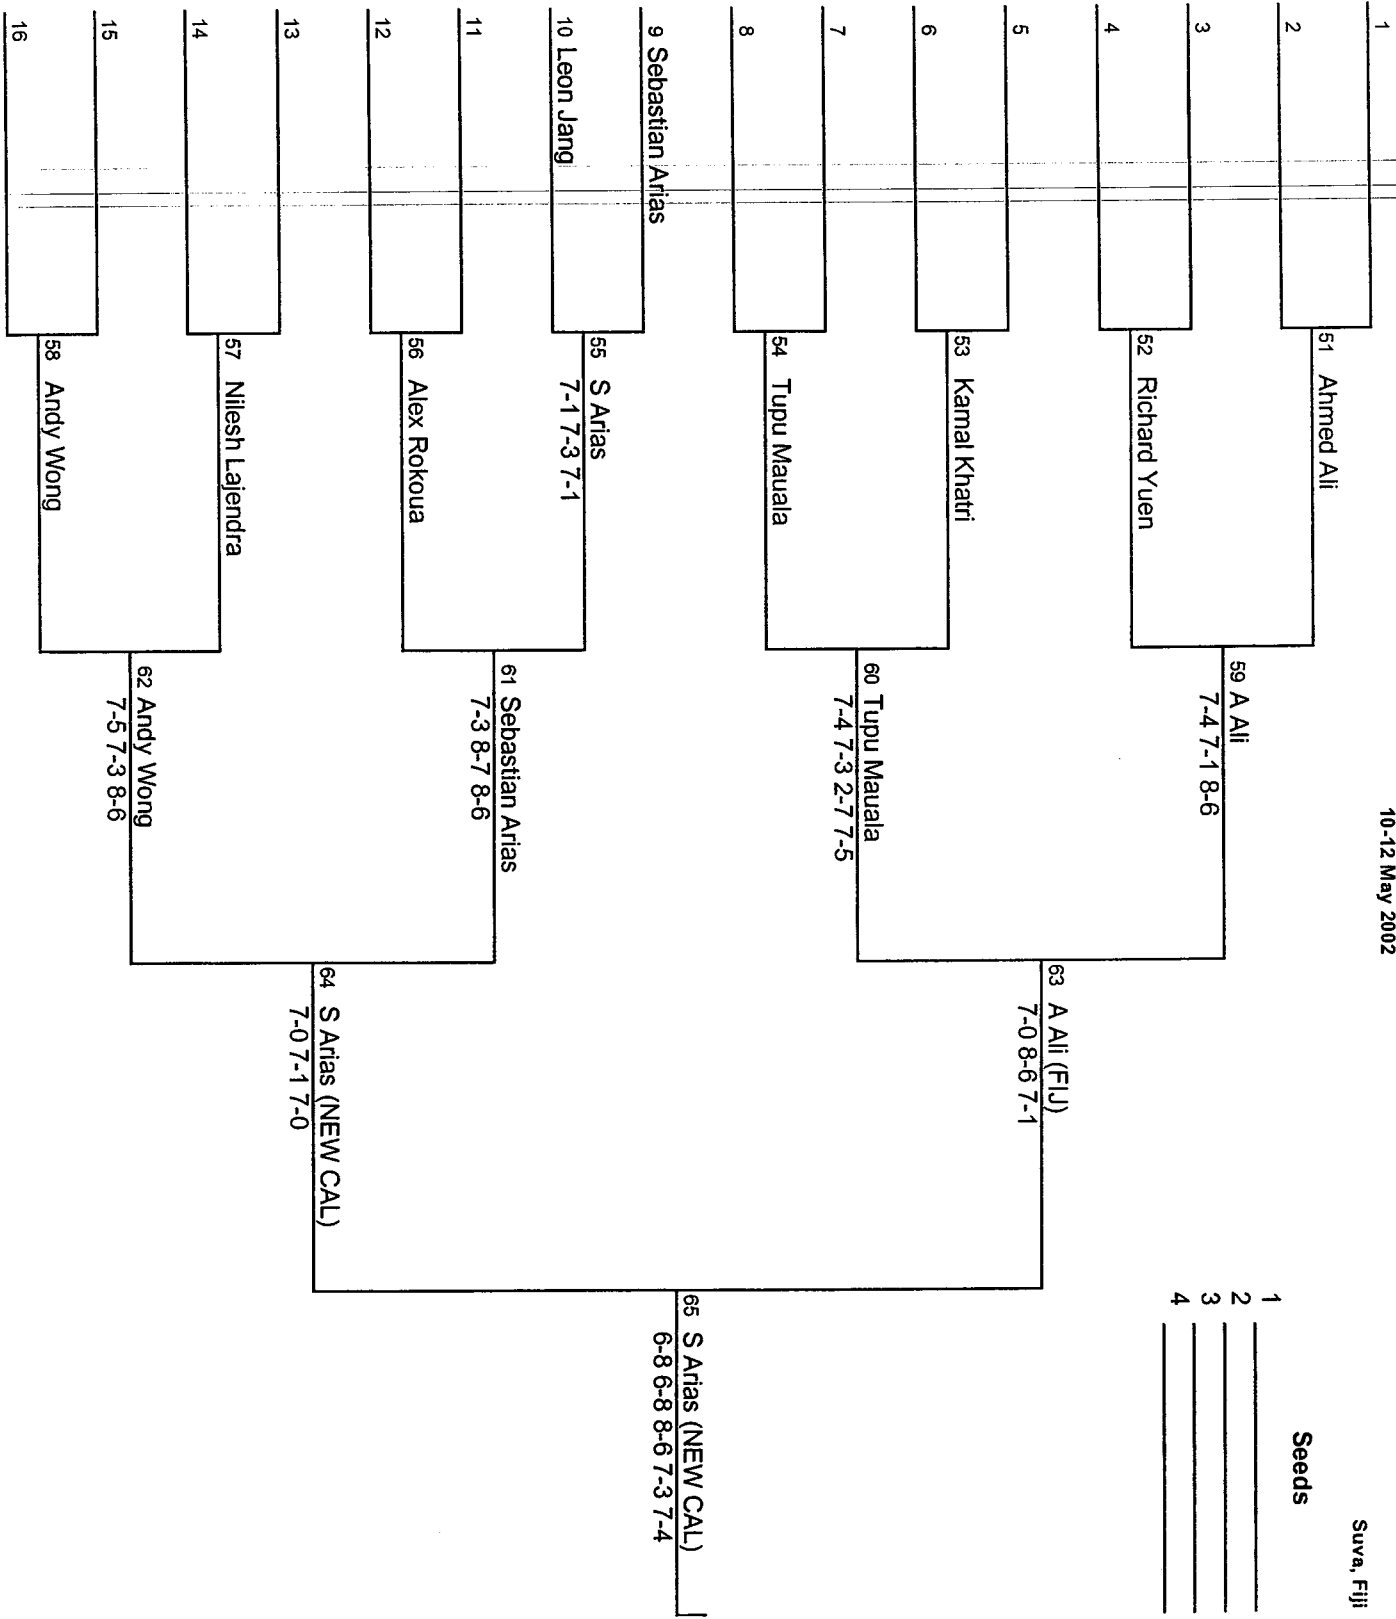 Suva, Fiji
10-12 May 2002
Seeds
1
2
3
4
1
2
3
4
5
6
7
8
9 Sebastian Arias
10 Leon Jang
11
12
13
14
15
16
51 Ahmed Ali
52 Richard Yuen
53 Kamal Khatri
54 Tupu Mauala
55 S Arias
7-1 7-3 7-1
56 Alex Rokoua
57 Nilesh Lajendra
58 Andy Wong
59 A Ali
7-4 7-1 8-6
60 Tupu Mauala
7-4 7-3 2-7 7-5
61 Sebastian Arias
7-3 8-7 8-6
62 Andy Wong
7-5 7-3 8-6
63 A Ali (FIJ)
7-0 8-6 7-1
64 S Arias (NEW CAL)
7-0 7-1 7-0
65 S Arias (NEW CAL)
6-8 6-8 8-6 7-3 7-4